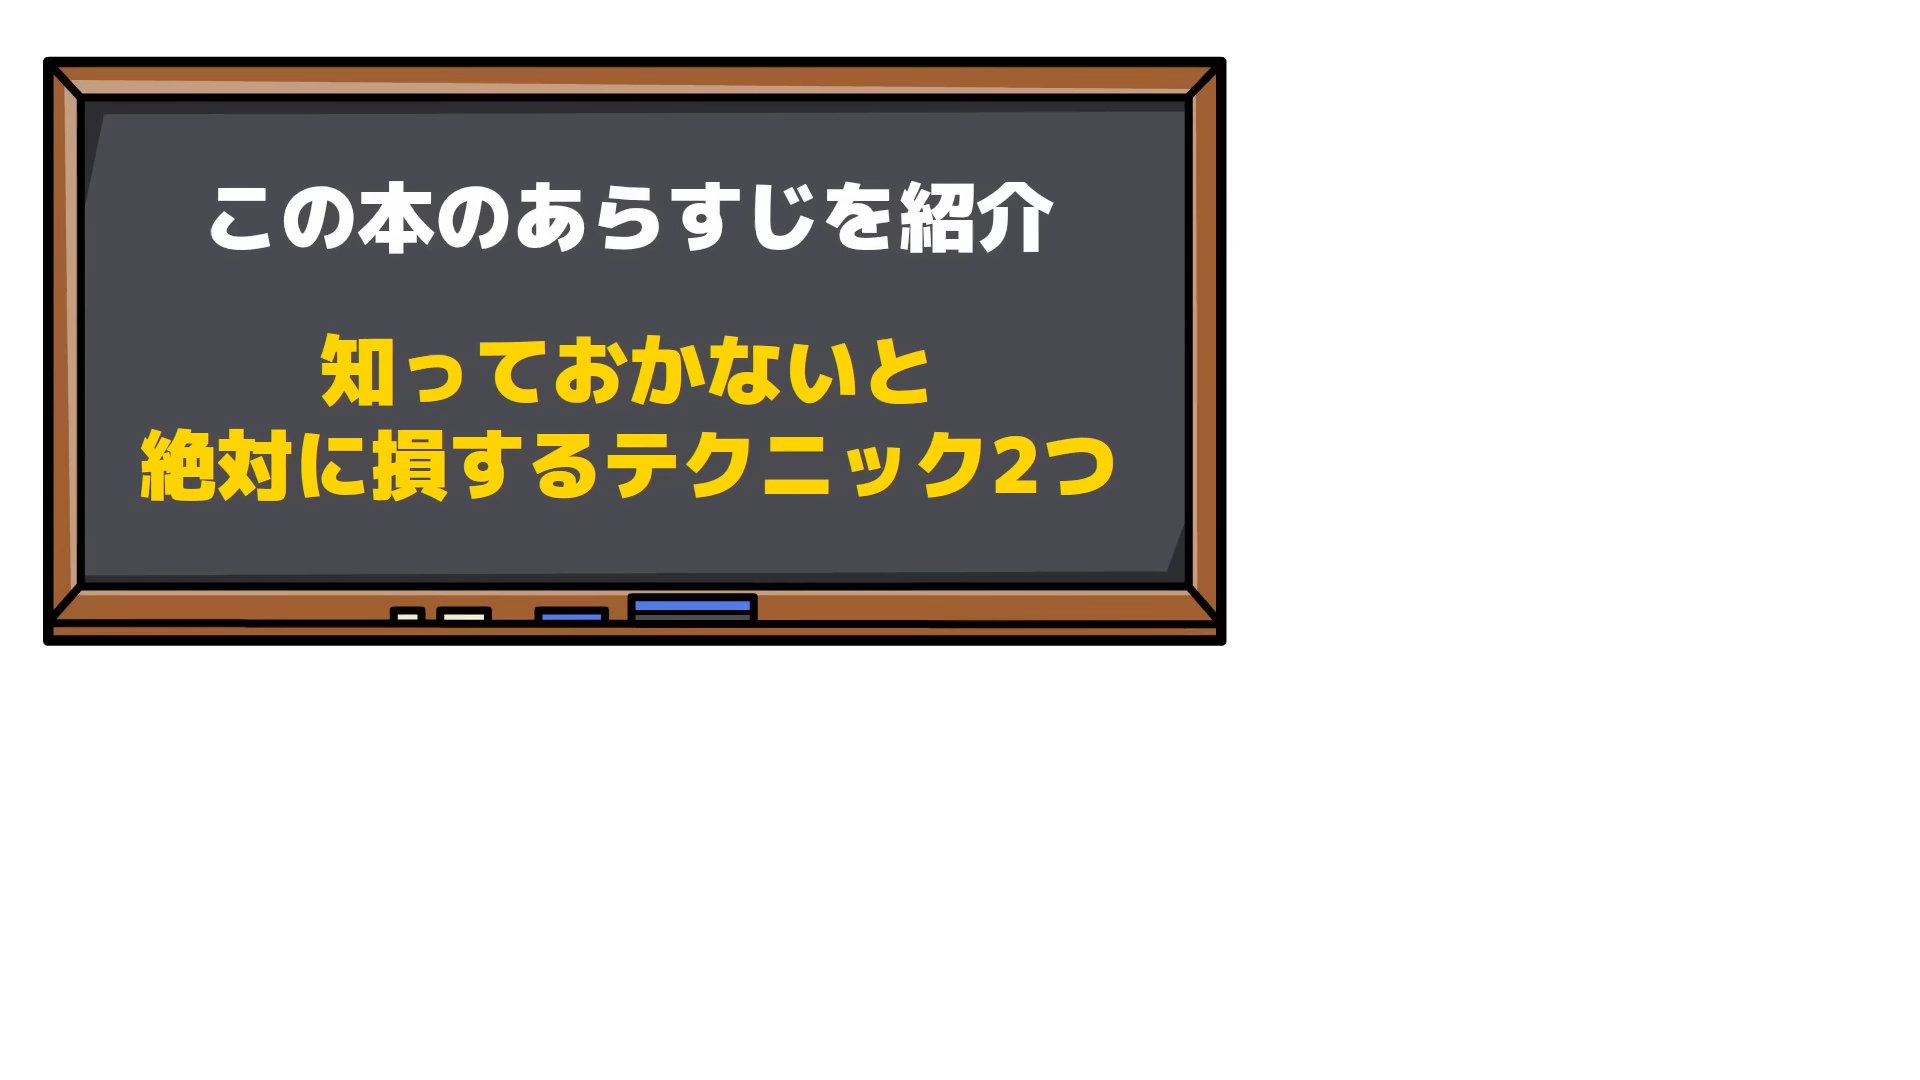 この本のあらすじを紹介
知っておかないと
絶対に損するテクニック2つ